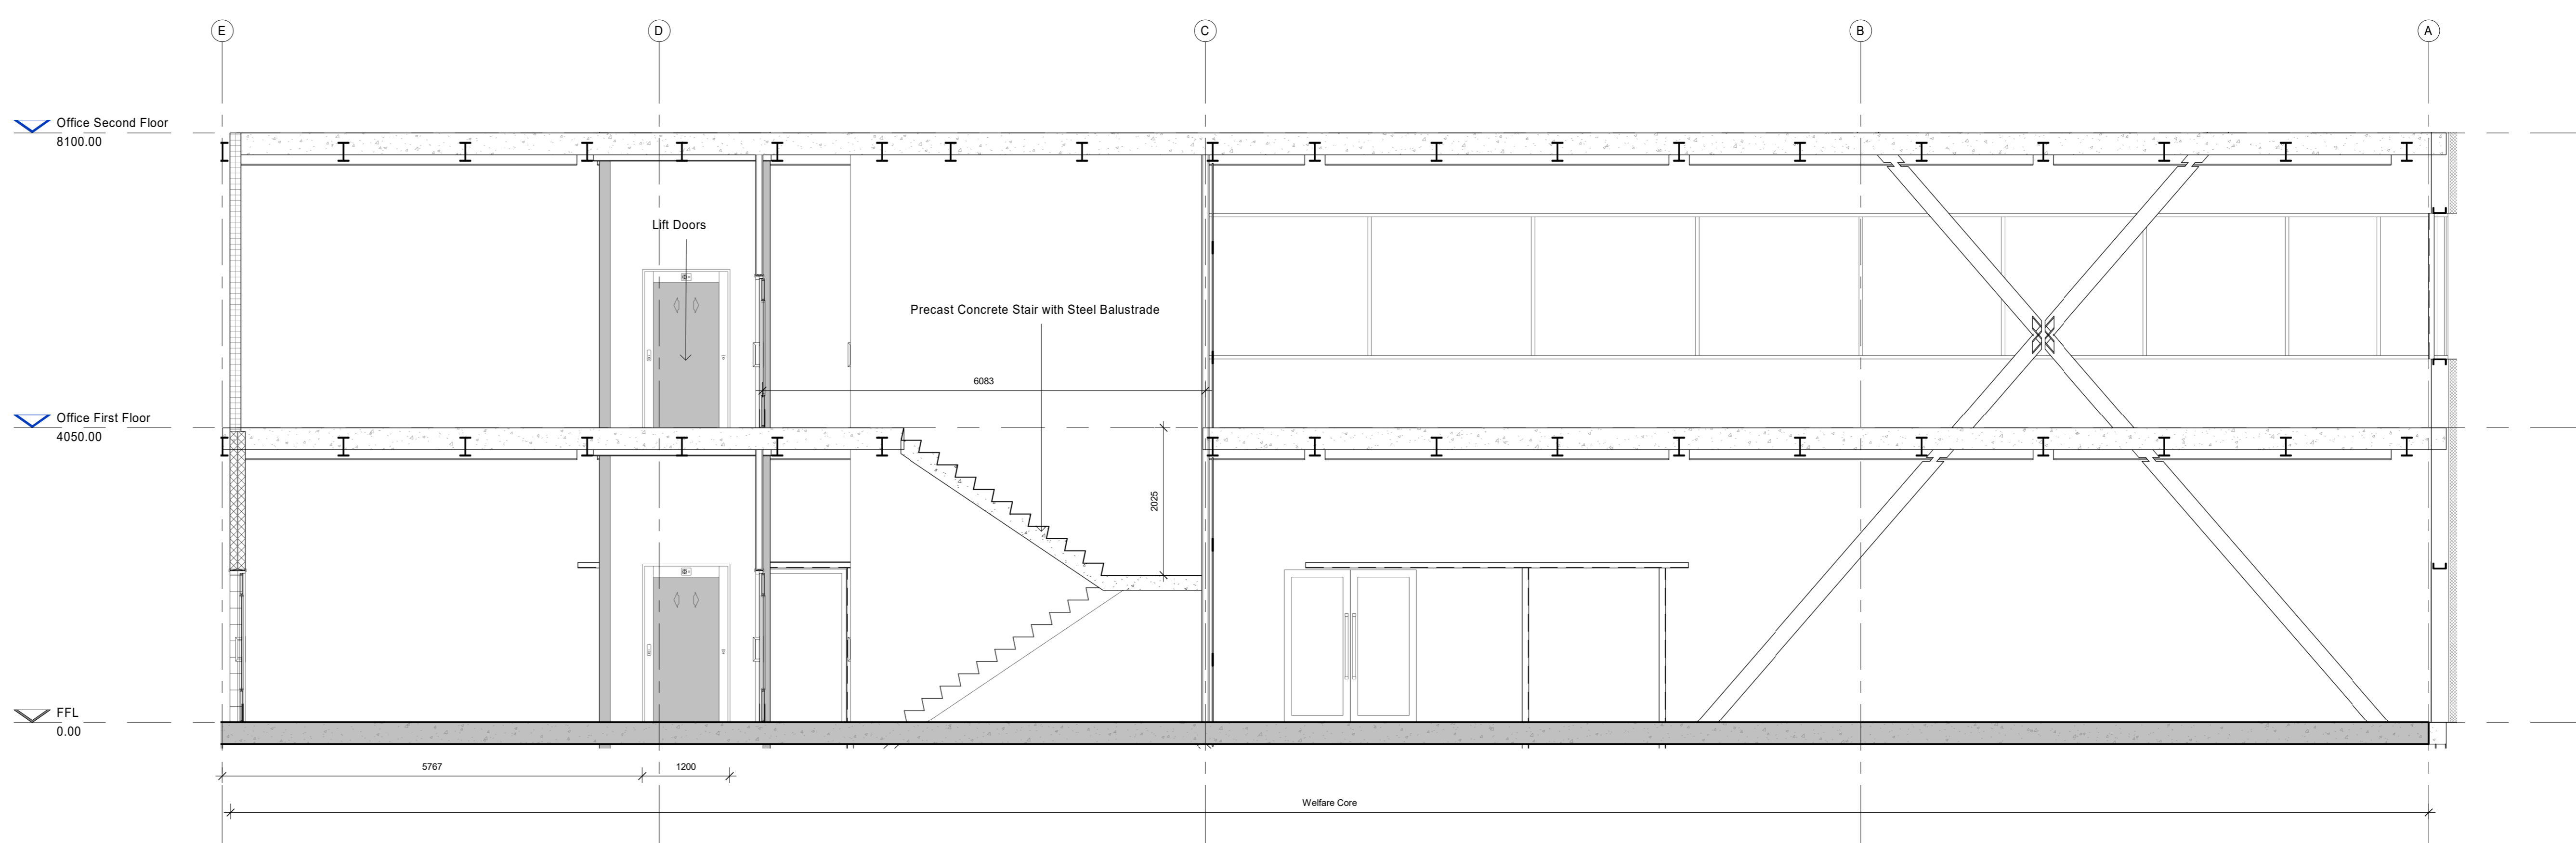 E
D
C
B
A
Office Second Floor
8100.00
Lift Doors
Precast Concrete Stair with Steel Balustrade
6083
Office First Floor
4050.00
2025
FFL
0.00
5767
1200
Welfare Core